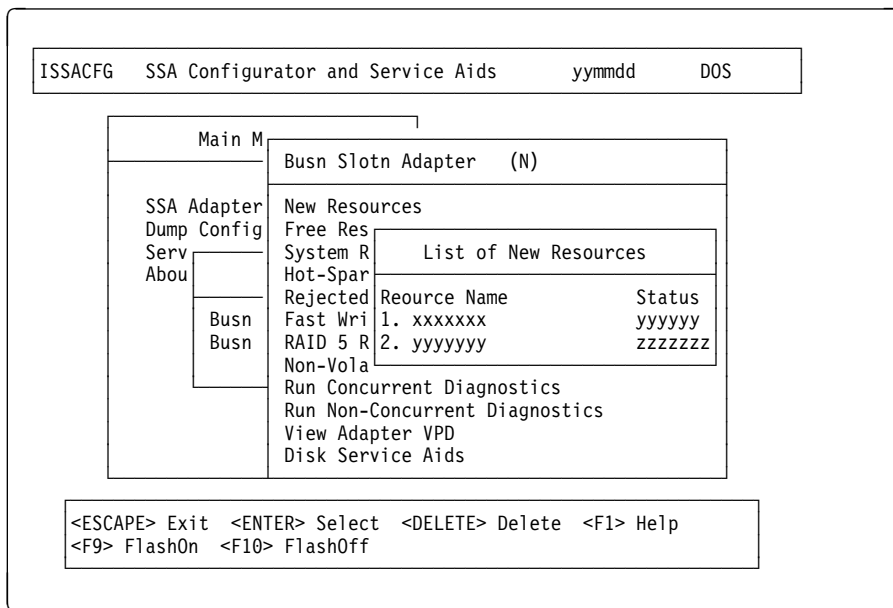 ISSACFG SSA Configurator and Service Aids yymmdd DOS
Main M
Busn Slotn Adapter (N)
SSA Adapter New Resources
Dump Config Free Res
Serv System R List of New Resources
Abou Hot-Spar
Rejected Reource Name Status
Busn Fast Wri 1. xxxxxxx yyyyyy
Busn RAID 5 R 2. yyyyyyy zzzzzzz
Non-Vola
Run Concurrent Diagnostics
Run Non-Concurrent Diagnostics
View Adapter VPD
Disk Service Aids
<ESCAPE> Exit <ENTER> Select <DELETE> Delete <F1> Help
<F9> FlashOn <F10> FlashOff